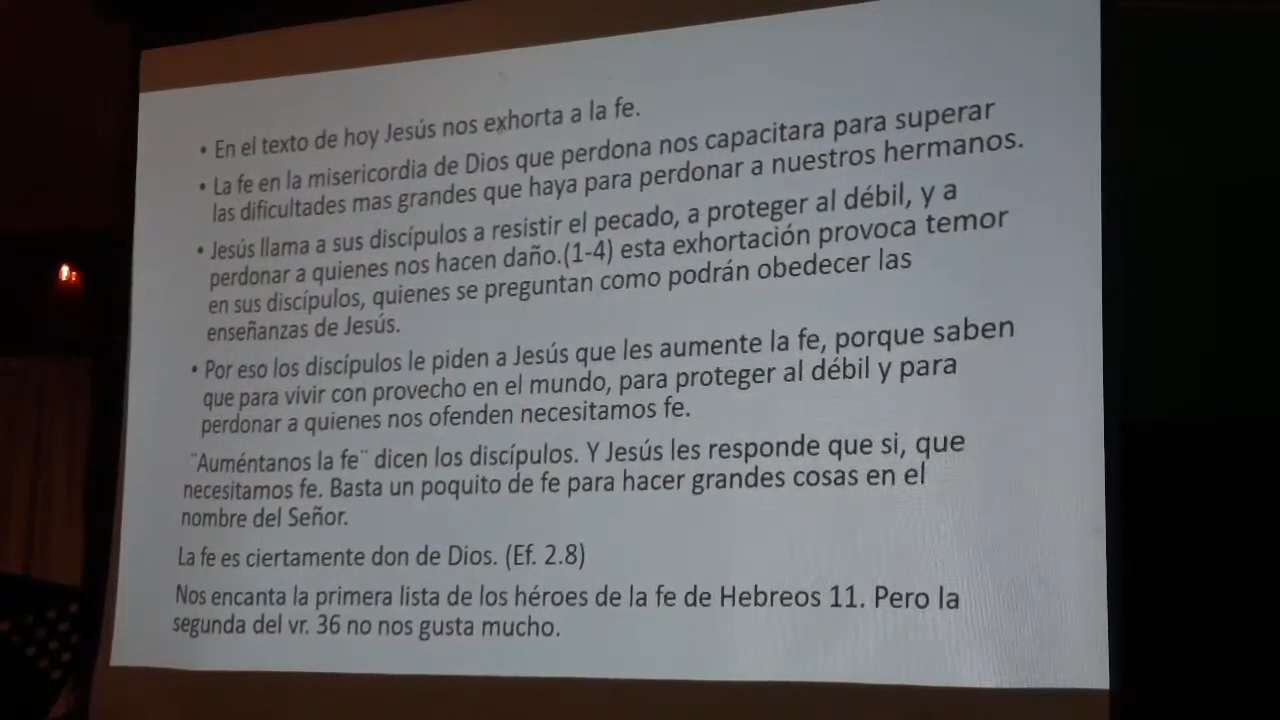 • En el texto de hoy Jesús nos exhorta a la fe.
• La fe en la misericordia de Dios que perdona nos capacitara para superar
las dificultades mas grandes que haya para perdonar a nuestros hermanos.
• Jesús llama a sus discípulos a resistir el pecado, a proteger al débil, y a
perdonar a quienes nos hacen daño.(1-4) esta exhortación provoca temor
en sus discípulos, quienes se preguntan como podrán obedecer las
enseñanzas de Jesús.
• Por eso los discípulos le piden a Jesús que les aumente la fe, porque saben
que para vivir con provecho en el mundo, para proteger al débil y para
perdonar a quienes nos ofenden necesitamos fe.
¨Auméntanos la fe¨ dicen los discípulos. Y Jesús les responde que si, que
necesitamos fe. Basta un poquito de fe para hacer grandes cosas en el
nombre del Señor.
La fe es ciertamente don de Dios. (Ef. 2.8)
Nos encanta la primera lista de los héroes de la fe de Hebreos 11. Pero la
segunda del vr. 36 no nos gusta mucho.